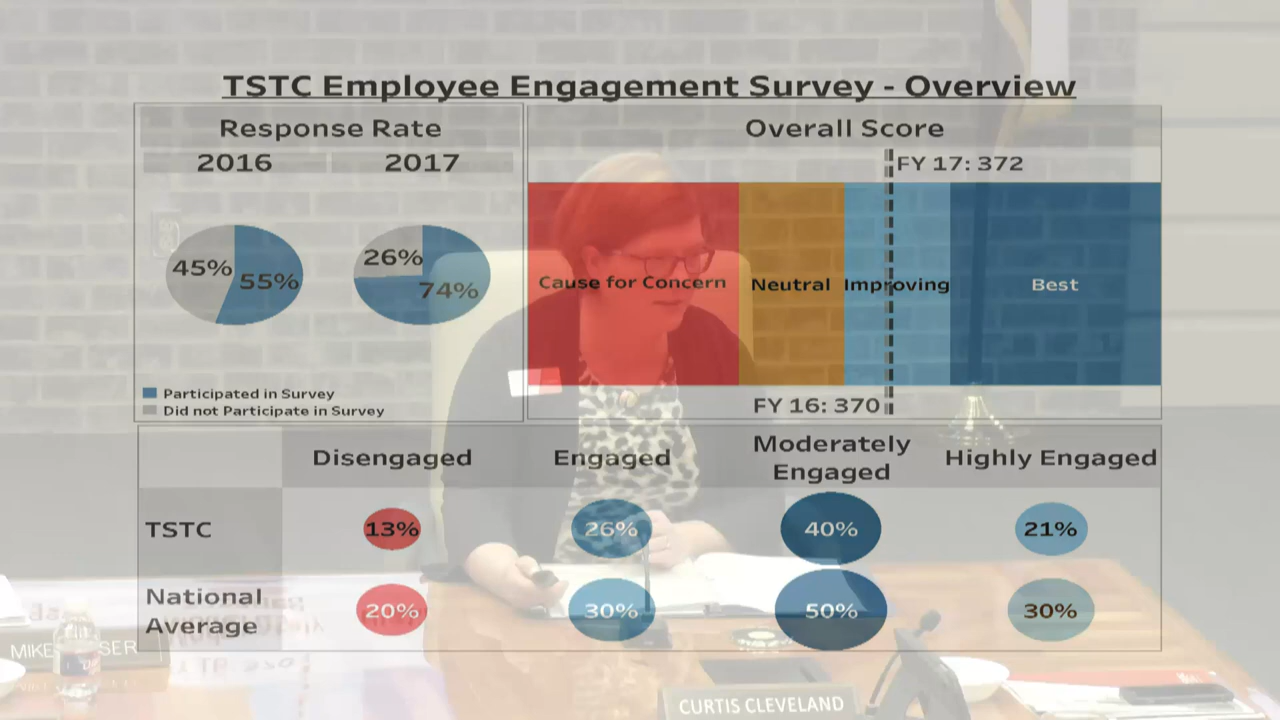 TSTC Employee Engagement Survey - Overview
Response Rate
2016
2017
45%
55%
26%
74%
Participated in Survey
Did not Participate in Survey
Overall Score
FY 17: 372
Cause for Concern
Neutral
Improving
Best
FY 16: 370
Disengaged
Engaged
Moderately
Engaged
Highly Engaged
TSTC
13%
26%
40%
21%
National
Average
20%
30%
50%
30%
MIKE
SER
CURTIS CLEVELAND